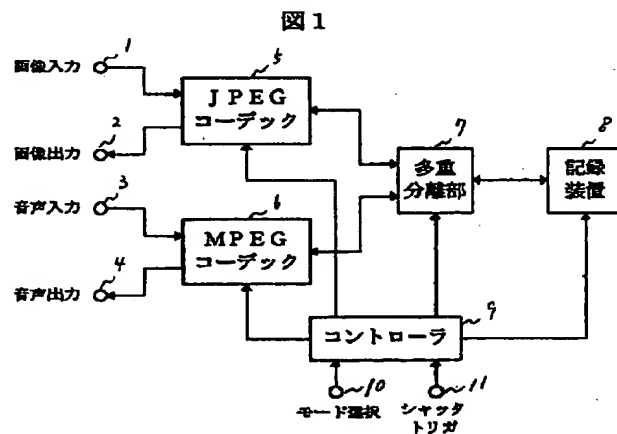 図1
1
画像入力
5
JPEG
コーデック
2
画像出力
7
多重
分離部
8
記録
装置
3
音声入力
6
MPEG
コーデック
4
音声出力
9
コントローラ
10
モード選択
11
シャッタ
トリガ